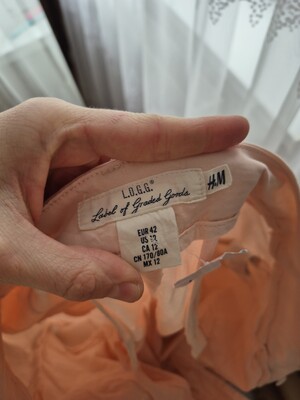 L.O.G.G.®
Label of Graded Goods
H&M
EUR 42
US 12
CA 12
CN 170/80A
MX 12